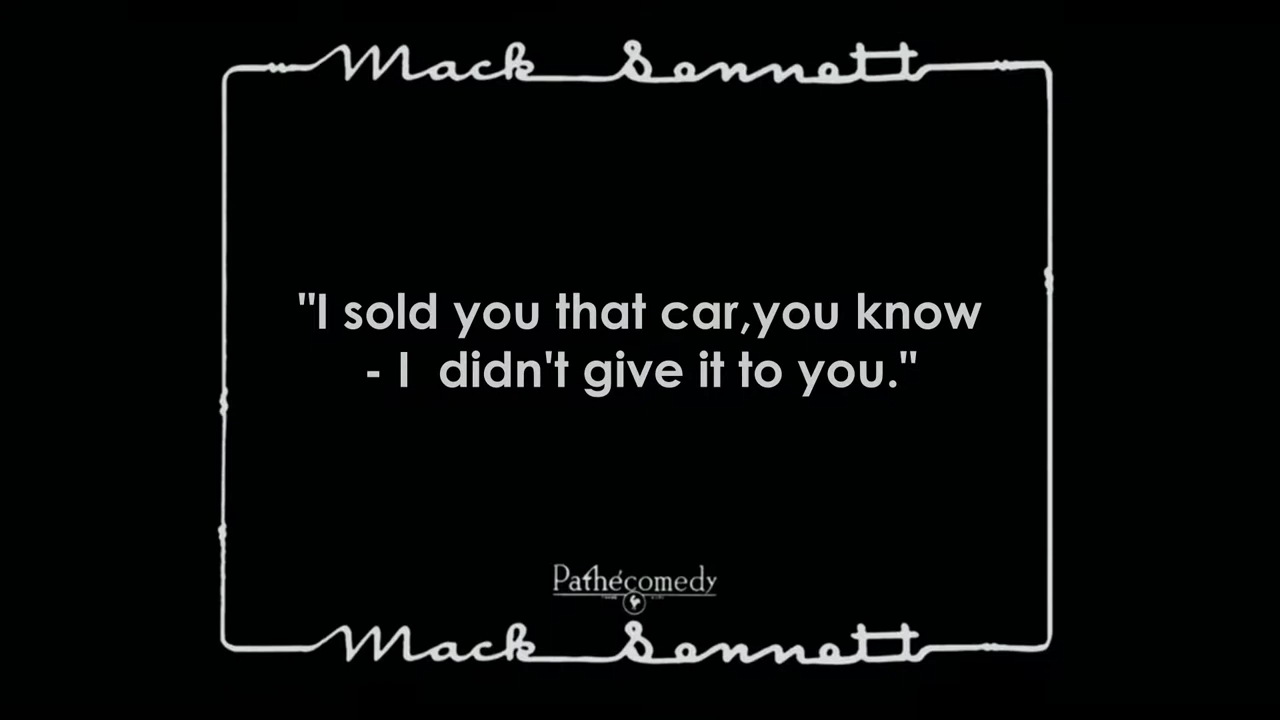 Mack Sennett
"I sold you that car,you know
- I  didn't give it to you."
Pathécomedy
Mack Sennett